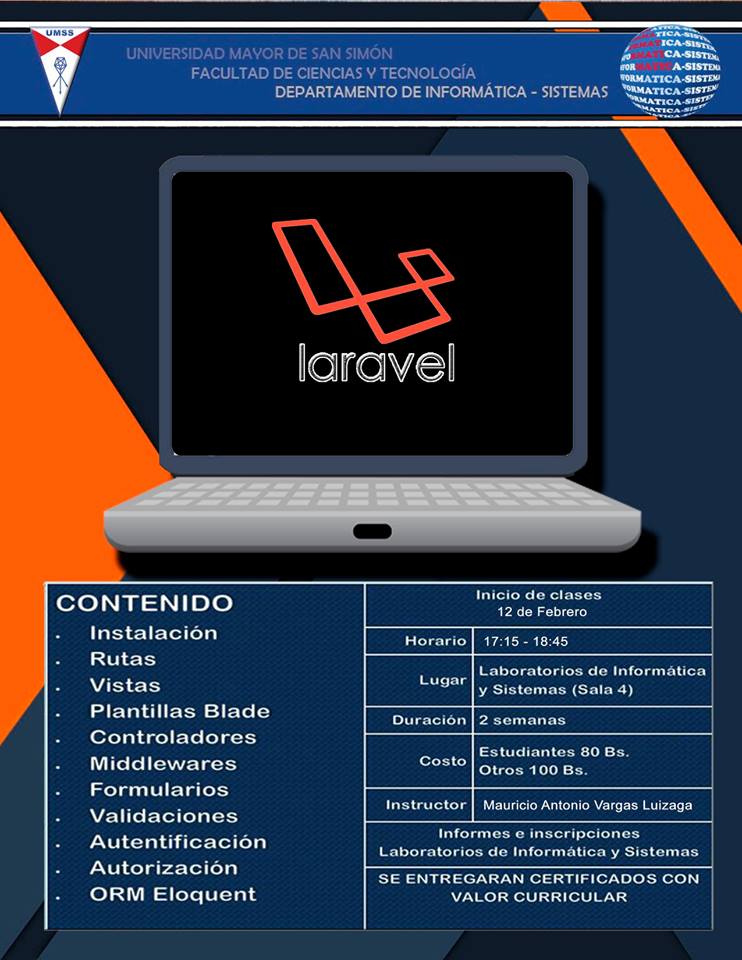 UMSS
UNIVERSIDAD MAYOR DE SAN SIMÓN
FACULTAD DE CIENCIAS Y TECNOLOGÍA
DEPARTAMENTO DE INFORMÁTICA - SISTEMAS
INFORMATICA-SISTEMA
laravel
CONTENIDO
. Instalación
. Rutas
. Vistas
. Plantillas Blade
. Controladores
. Middlewares
. Formularios
. Validaciones
. Autentificación
. Autorización
. ORM Eloquent
Inicio de clases
12 de Febrero
Horario 17:15 - 18:45
Lugar Laboratorios de Informática
y Sistemas (Sala 4)
Duración 2 semanas
Costo Estudiantes 80 Bs.
Otros 100 Bs.
Instructor Mauricio Antonio Vargas Luizaga
Informes e inscripciones
Laboratorios de Informática y Sistemas
SE ENTREGARAN CERTIFICADOS CON
VALOR CURRICULAR